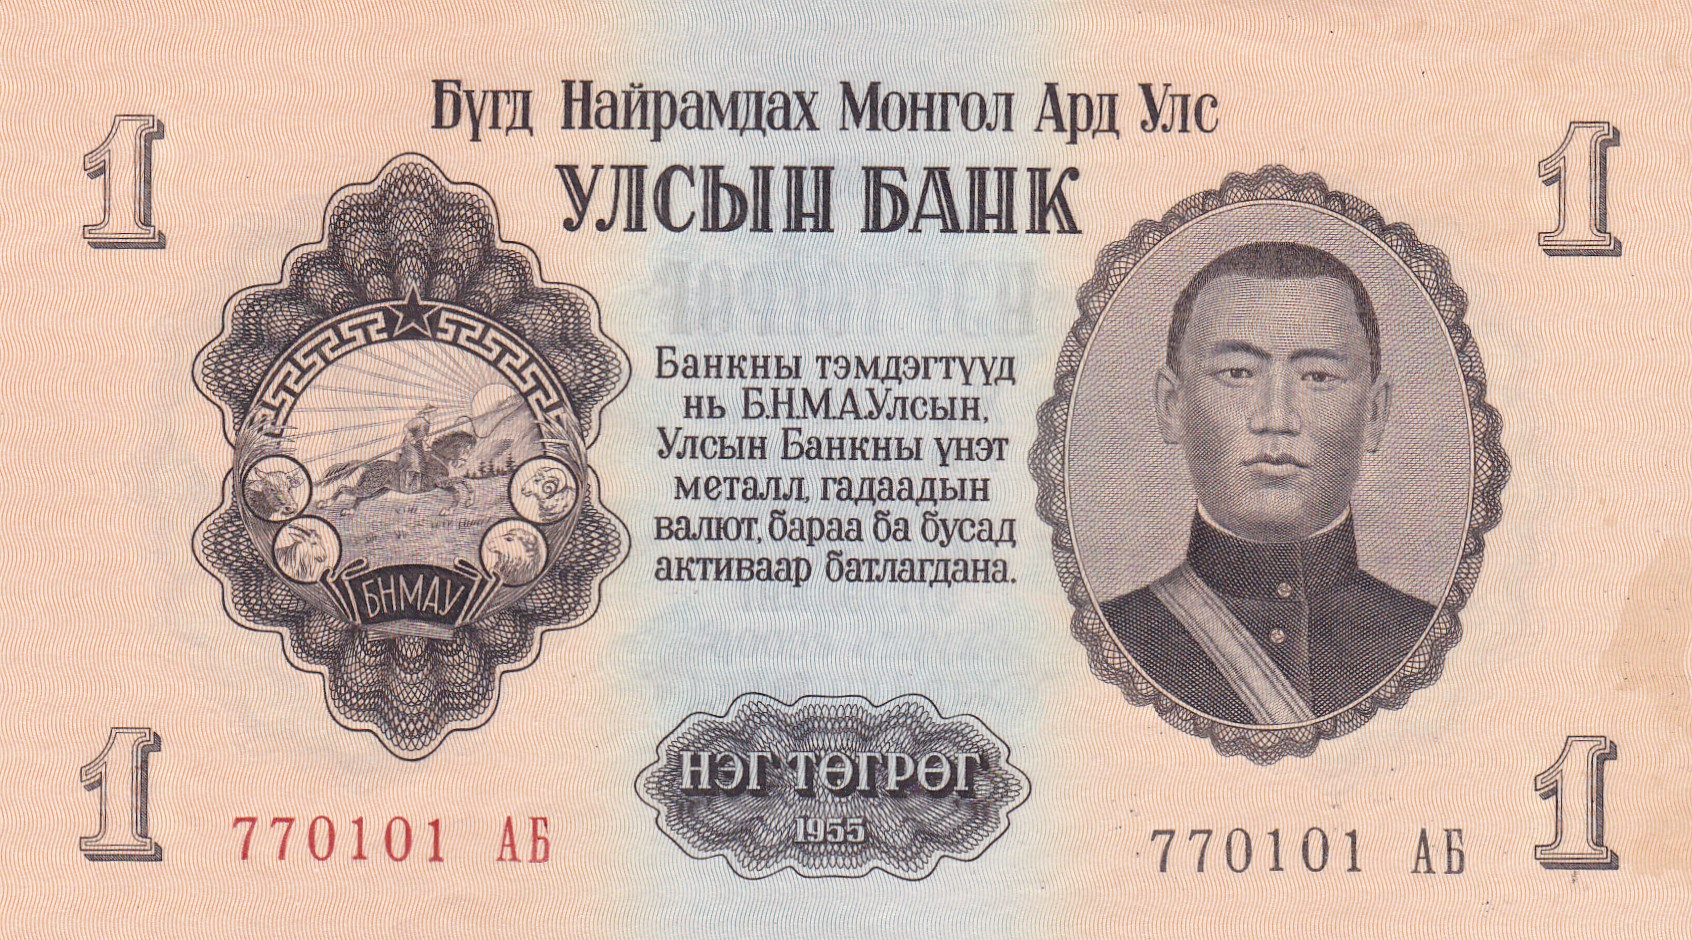 Бүгд Найрамдах Монгол Ард Улс
УЛСЫН БАНК
1
1
Банкны тэмдэгтүүд
нь Б.Н.М.А.Улсын,
Улсын Банкны үнэт
металл, гадаадын
валют, бараа ба бусад
активаар батлагдана.
БНМАУ
НЭГ ТӨГРӨГ
1955
1
770101 АБ
770101 АБ
1